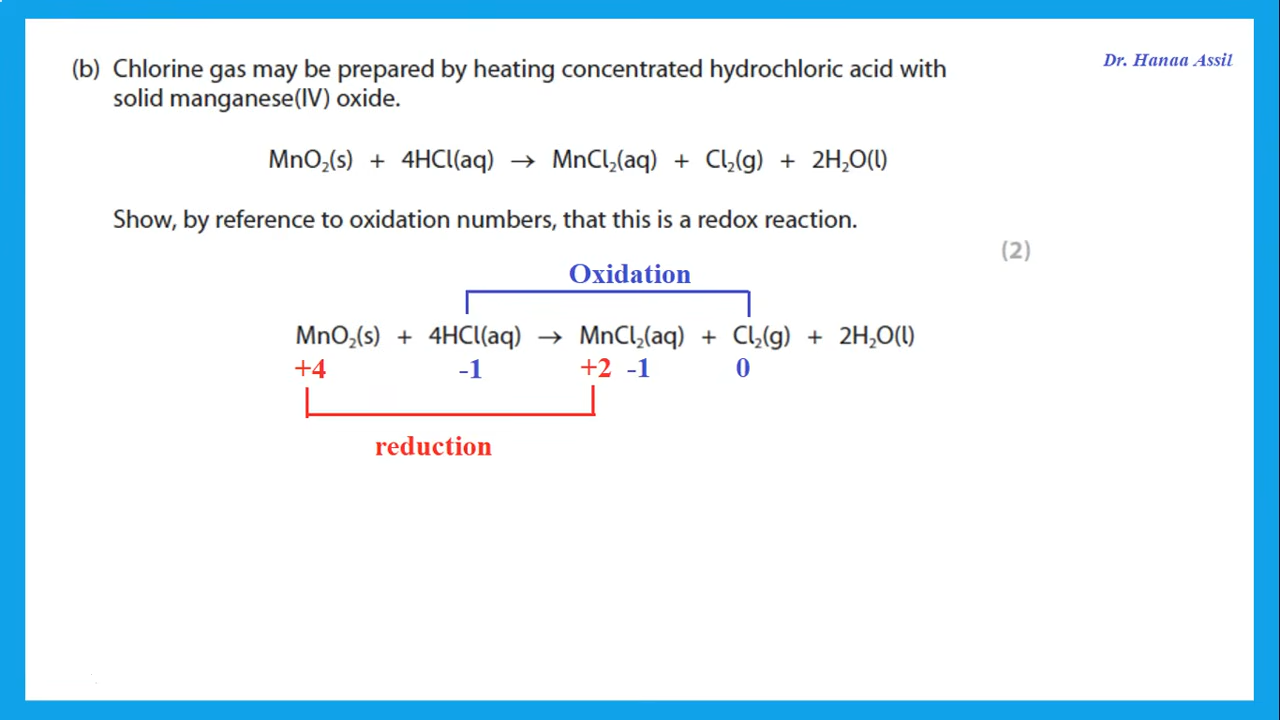 Dr. Hanaa Assil
(b) Chlorine gas may be prepared by heating concentrated hydrochloric acid with
solid manganese(IV) oxide.
MnO₂(s) + 4HCl(aq) → MnCl₂(aq) + Cl₂(g) + 2H₂O(l)
Show, by reference to oxidation numbers, that this is a redox reaction.
(2)
Oxidation
MnO₂(s) + 4HCl(aq) → MnCl₂(aq) + Cl₂(g) + 2H₂O(l)
+4 -1 +2 -1 0
reduction